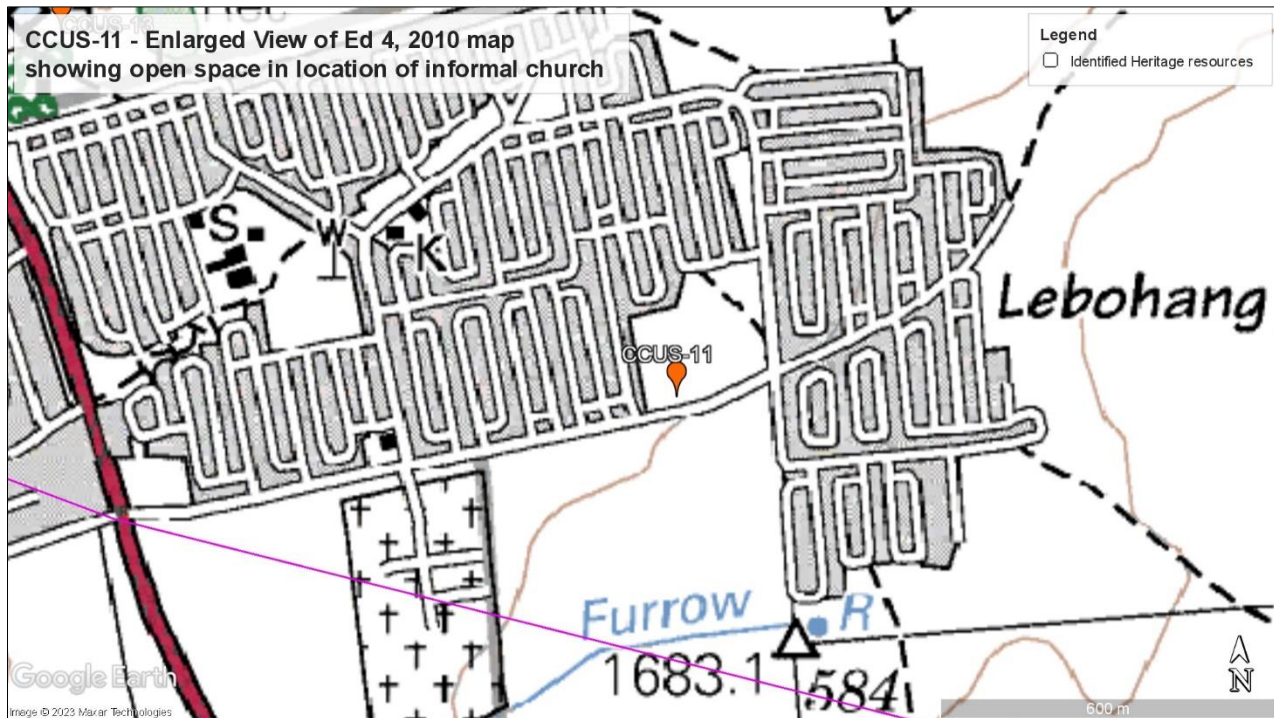 CCUS-11 - Enlarged View of Ed 4, 2010 map
showing open space in location of informal church
Legend
Identified Heritage resources
S
W
K
Lebohang
CCUS-11
Furrow
R
1683.1
584
Google Earth
Image © 2023 Maxar Technologies
N
600 m